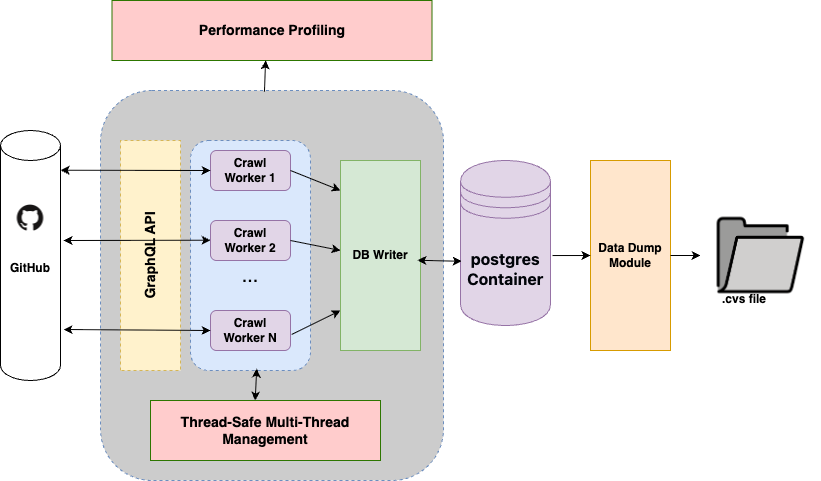 Performance Profiling
GitHub
GraphQL API
Crawl
Worker 1
Crawl
Worker 2
...
Crawl
Worker N
DB Writer
postgres
Container
Data Dump
Module
.cvs file
Thread-Safe Multi-Thread
Management